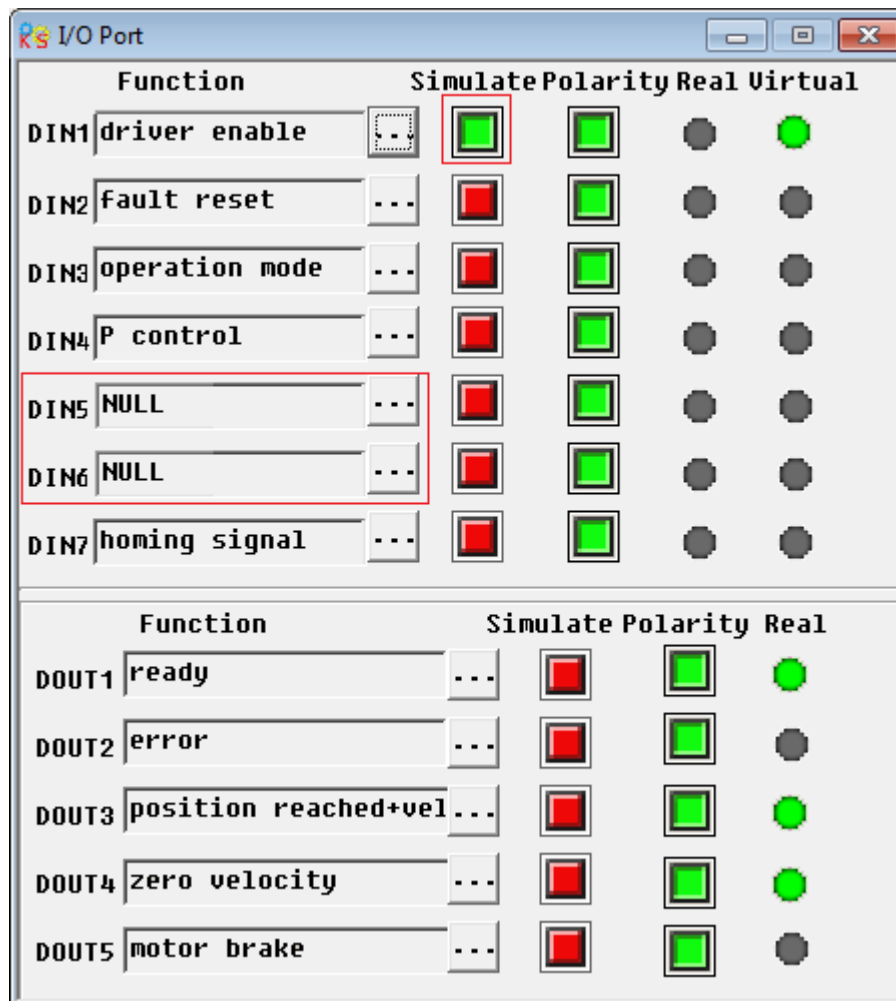 I/O Port
Function Simulate Polarity Real Virtual
DIN1 driver enable ...
DIN2 fault reset ...
DIN3 operation mode ...
DIN4 P control ...
DIN5 NULL ...
DIN6 NULL ...
DIN7 homing signal ...
Function Simulate Polarity Real
DOUT1 ready ...
DOUT2 error ...
DOUT3 position reached+vel ...
DOUT4 zero velocity ...
DOUT5 motor brake ...